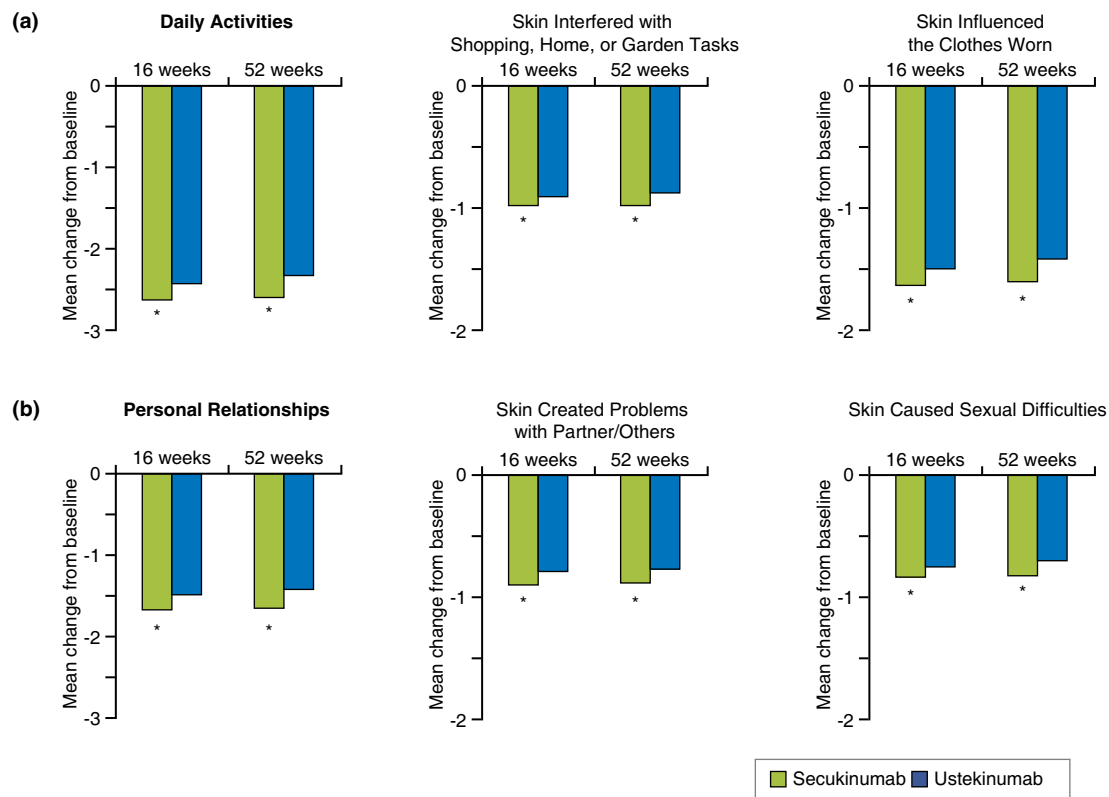 (a)
Daily Activities
16 weeks 52 weeks
Mean change from baseline
0
-1
-2
-3
*
*
Skin Interfered with
Shopping, Home, or Garden Tasks
16 weeks 52 weeks
Mean change from baseline
0
-1
-2
*
*
Skin Influenced
the Clothes Worn
16 weeks 52 weeks
Mean change from baseline
0
-1
-2
*
*
(b)
Personal Relationships
16 weeks 52 weeks
Mean change from baseline
0
-1
-2
-3
*
*
Skin Created Problems
with Partner/Others
16 weeks 52 weeks
Mean change from baseline
0
-1
-2
*
*
Skin Caused Sexual Difficulties
16 weeks 52 weeks
Mean change from baseline
0
-1
-2
*
*
Secukinumab Ustekinumab